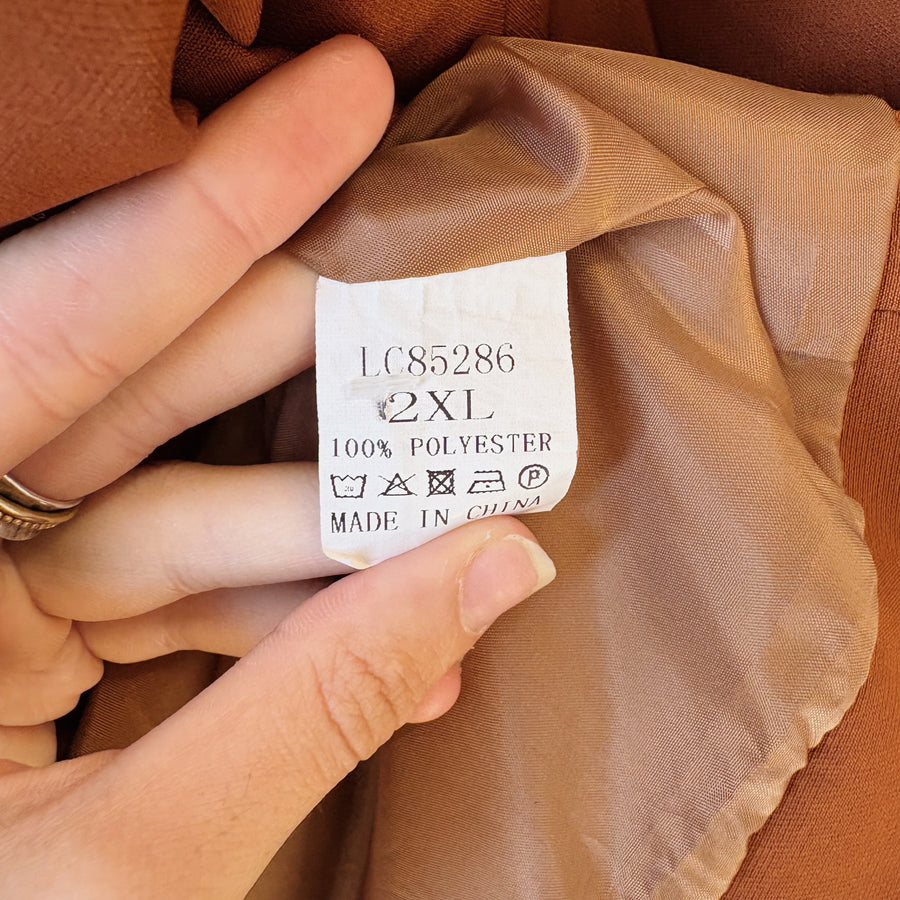 LC85286
2XL
100% POLYESTER
P
MADE IN CHINA